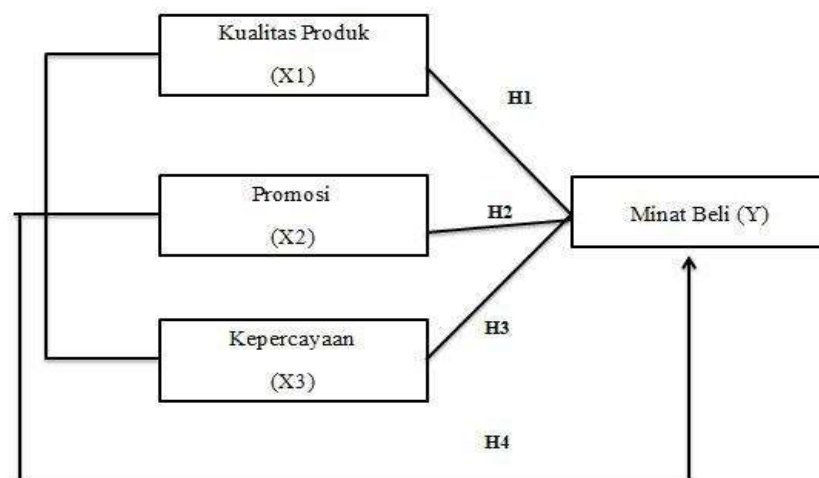 Kualitas Produk
(X1)
H1
Promosi
(X2)
H2
Minat Beli (Y)
Kepercayaan
(X3)
H3
H4